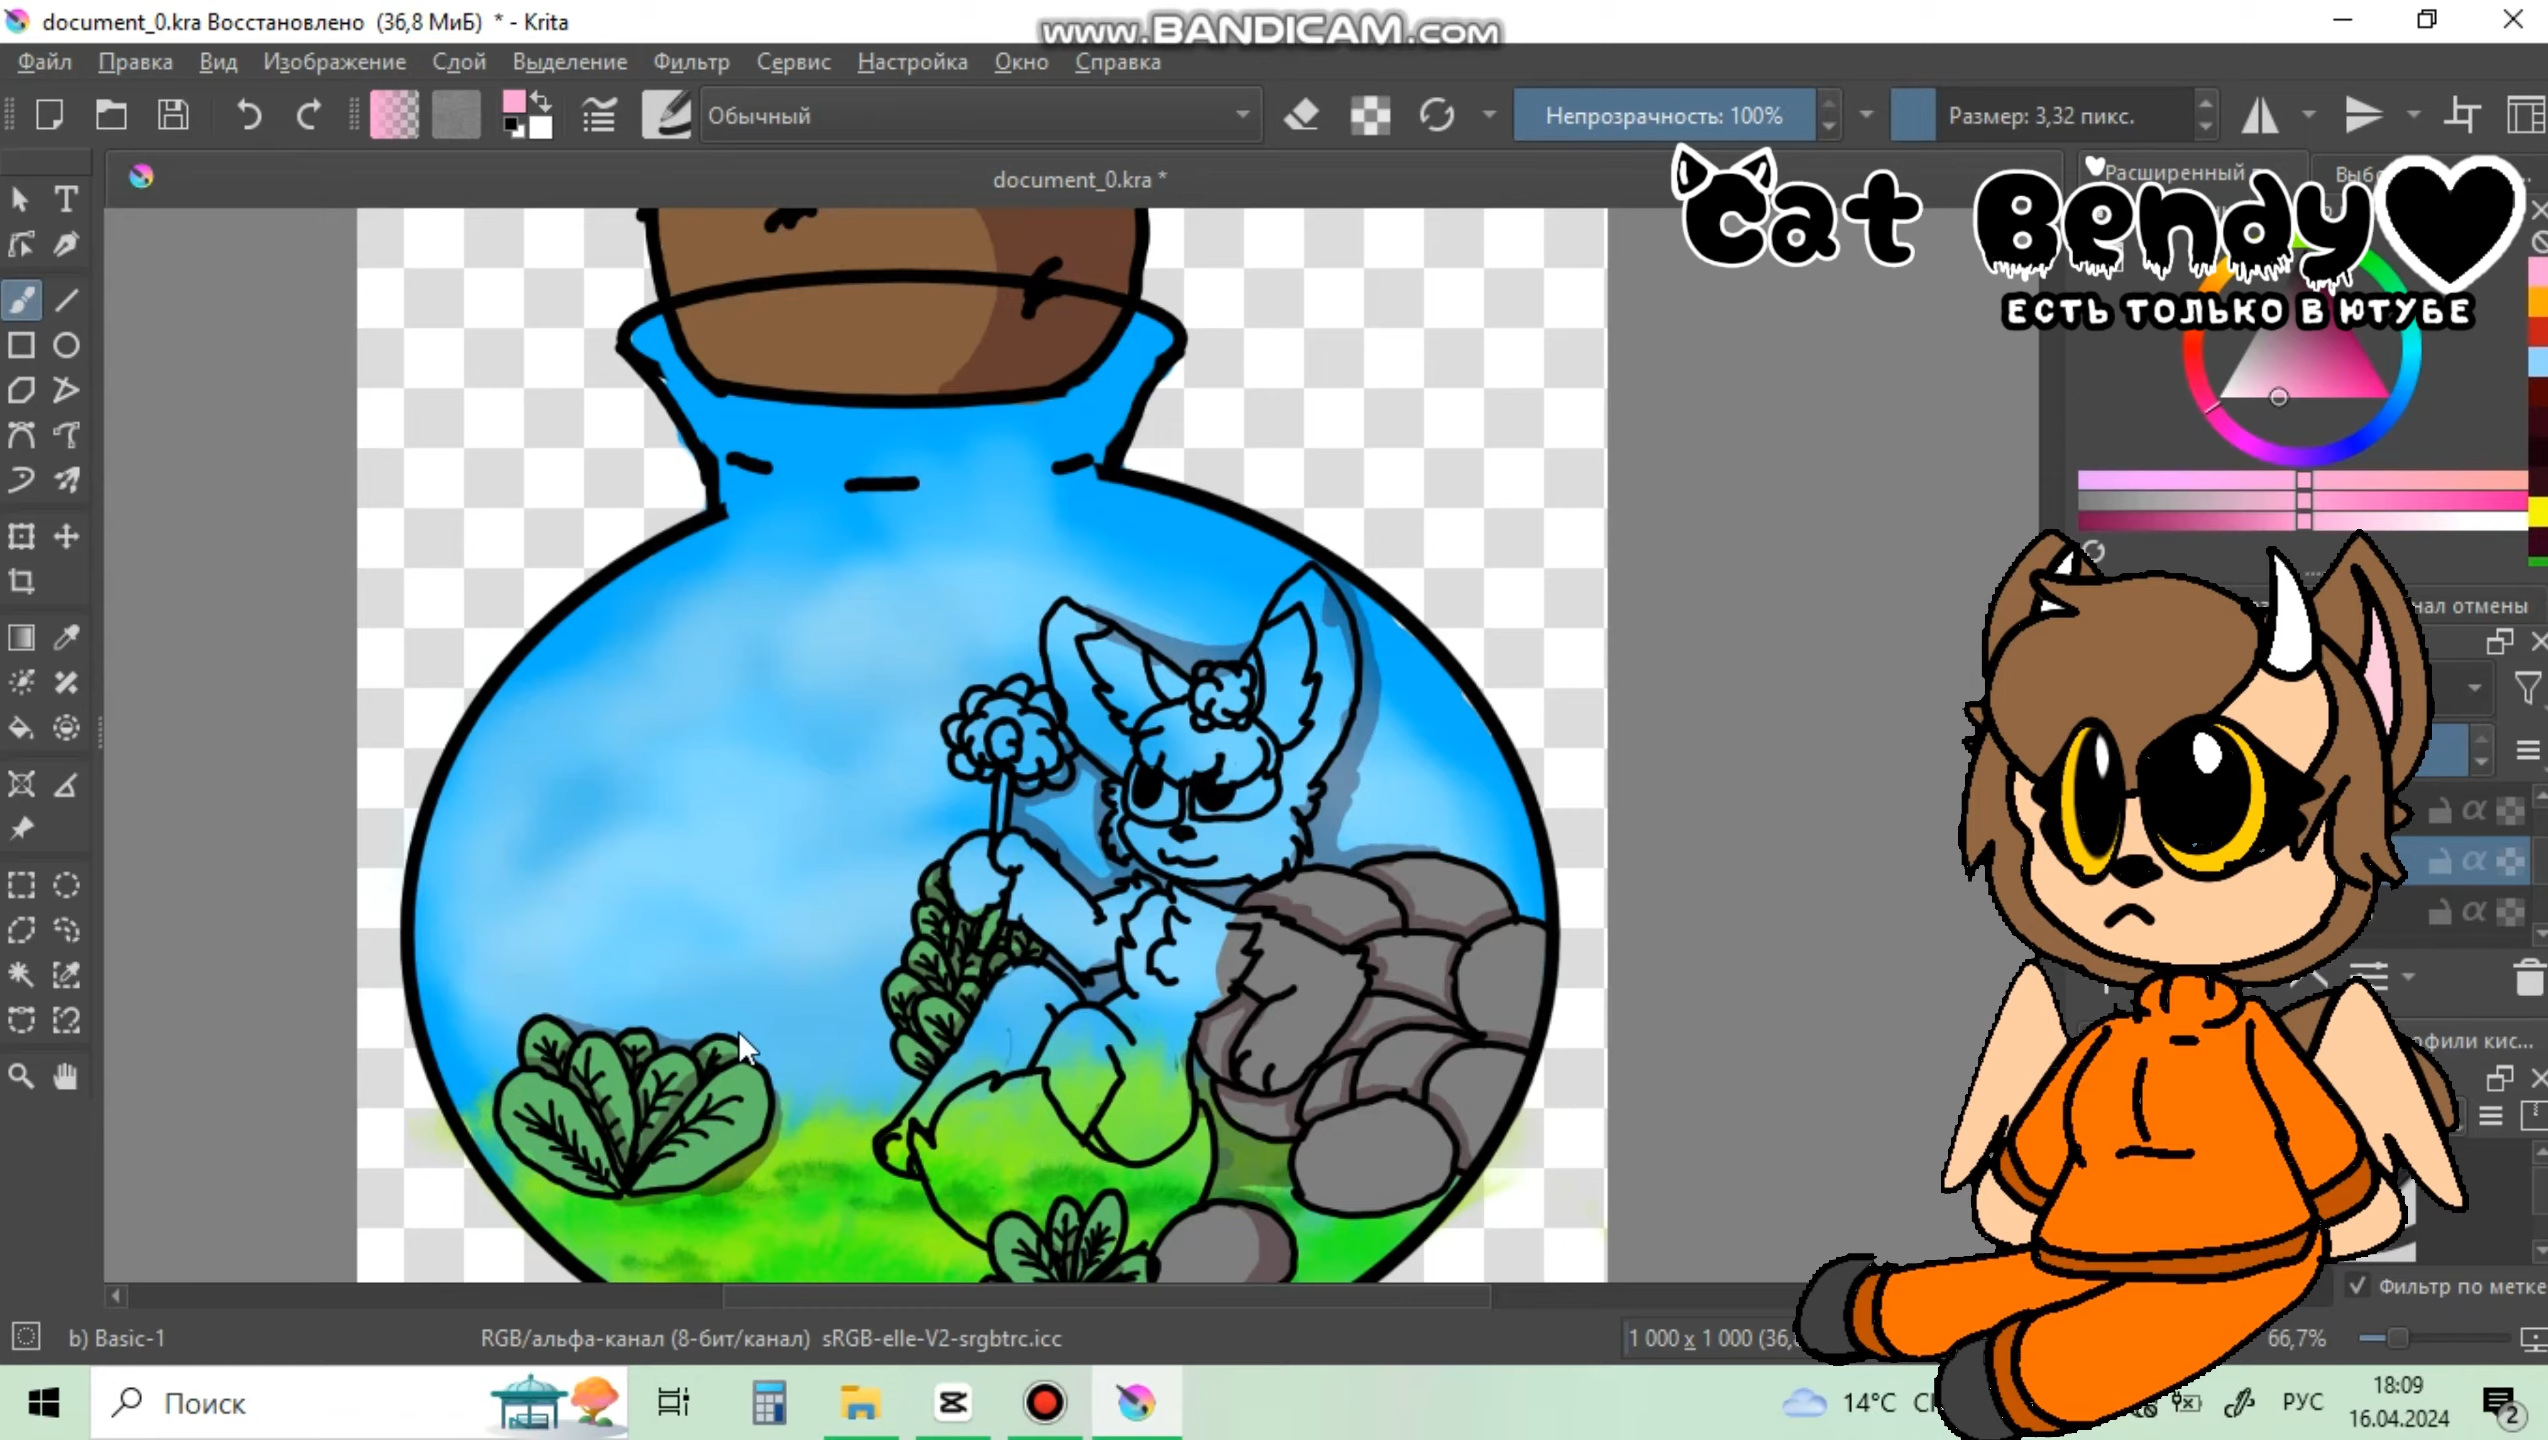 document_0.kra Восстановлено (36,8 МиБ) * - Krita
www.BANDICAM.com
Файл Правка Вид Изображение Слой Выделение Фильтр Сервис Настройка Окно Справка
Обычный
Непрозрачность: 100%
Размер: 3,32 пикс.
document_0.kra *
Расширенный
Cat Bendy
ЕСТЬ ТОЛЬКО В ЮТУБЕ
отмены
кис...
Фильтр по метке
b) Basic-1
RGB/альфа-канал (8-бит/канал) sRGB-elle-V2-srgbtrc.icc
1 000 x 1 000 (36,
66,7%
Поиск
14°C
РУС
18:09
16.04.2024
2